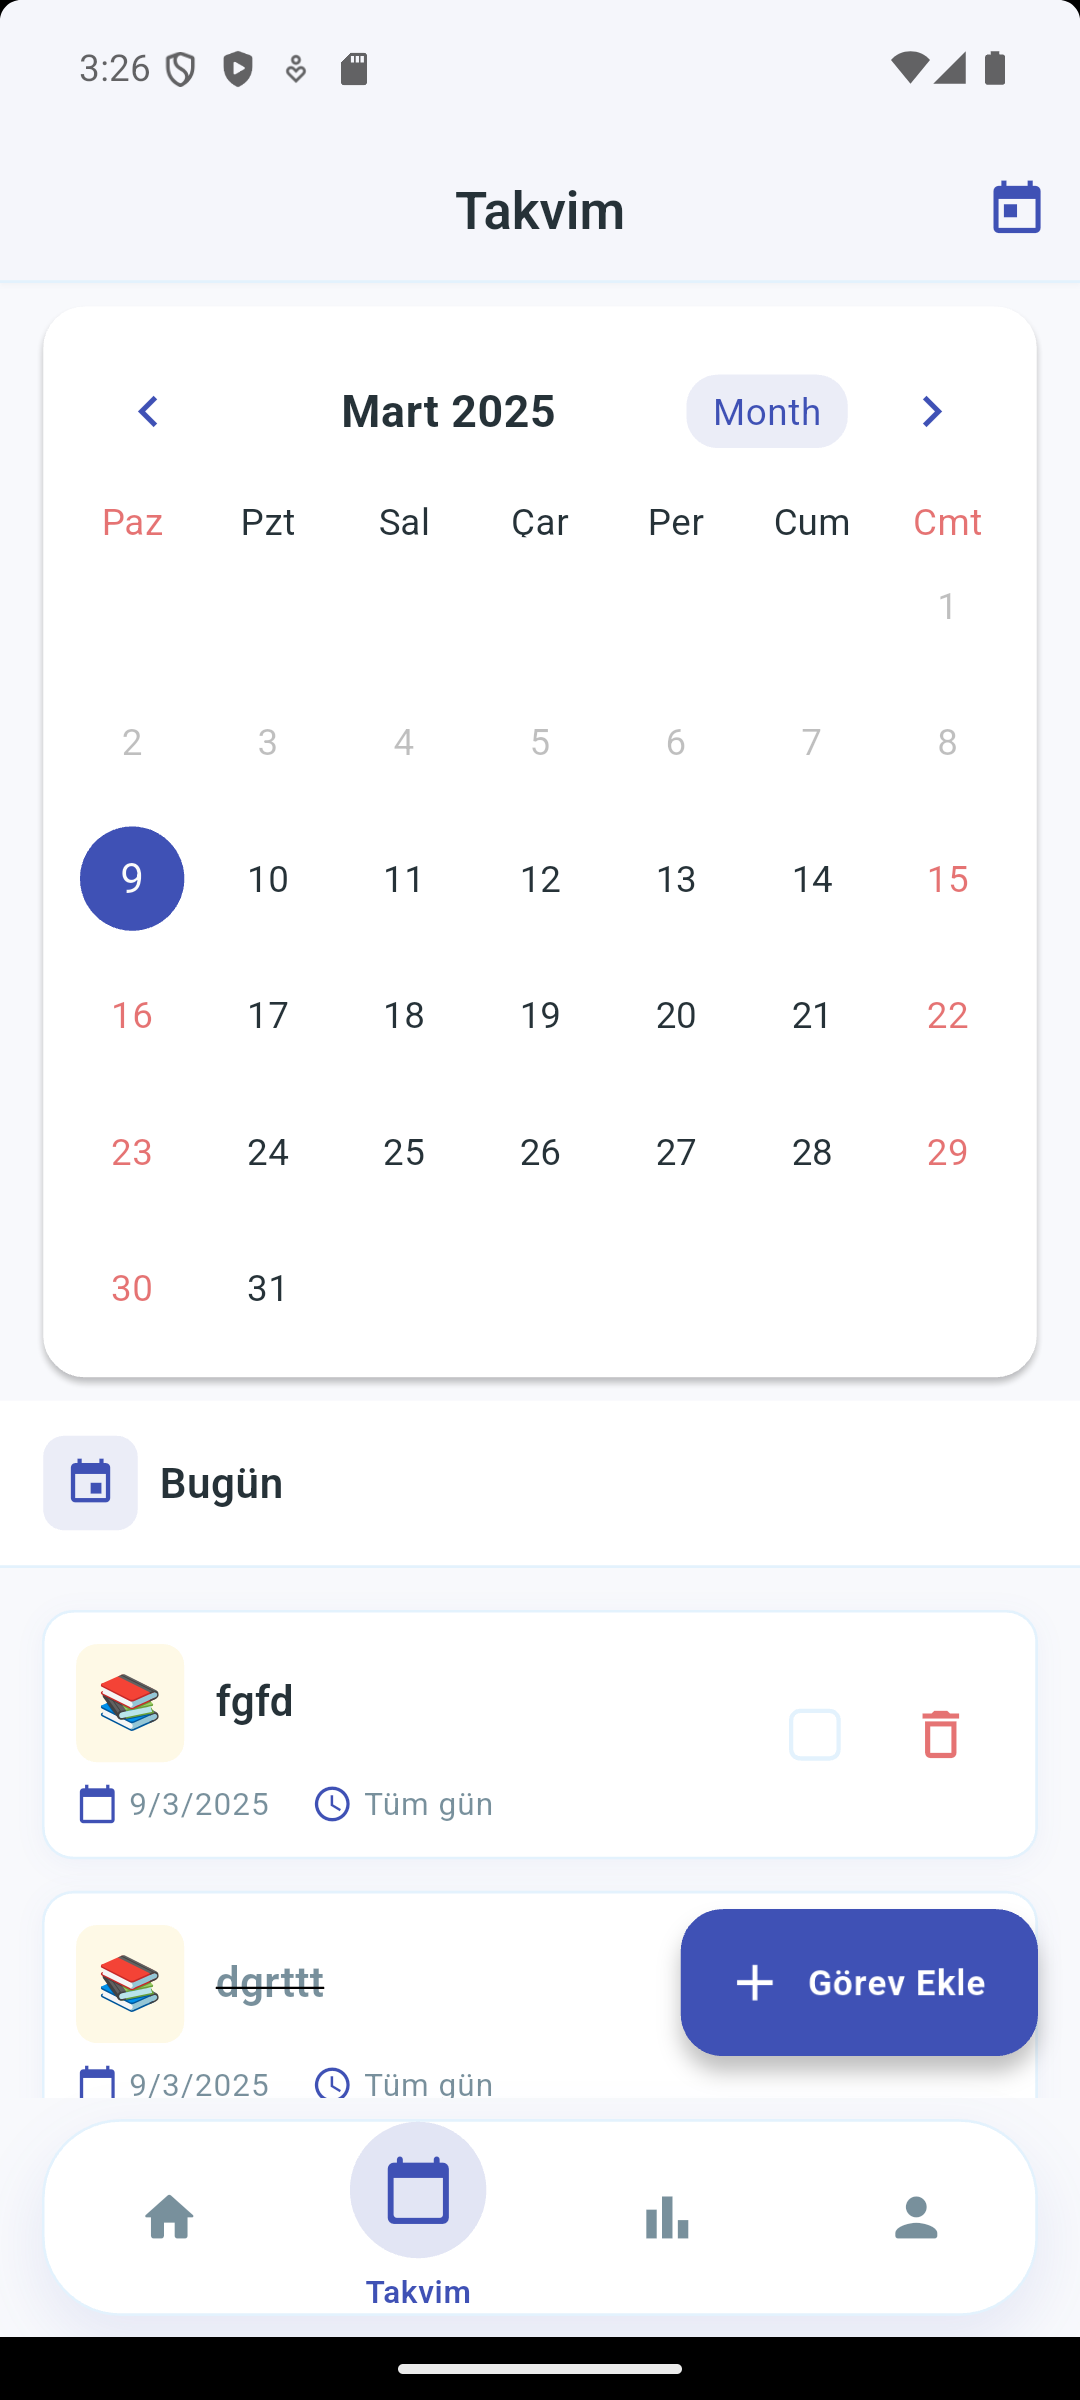 3:26
Takvim
Mart 2025 Month
Paz Pzt Sal Çar Per Cum Cmt
1
2 3 4 5 6 7 8
9 10 11 12 13 14 15
16 17 18 19 20 21 22
23 24 25 26 27 28 29
30 31
Bugün
fgfd
9/3/2025 Tüm gün
dgrttt
Görev Ekle
9/3/2025 Tüm gün
Takvim